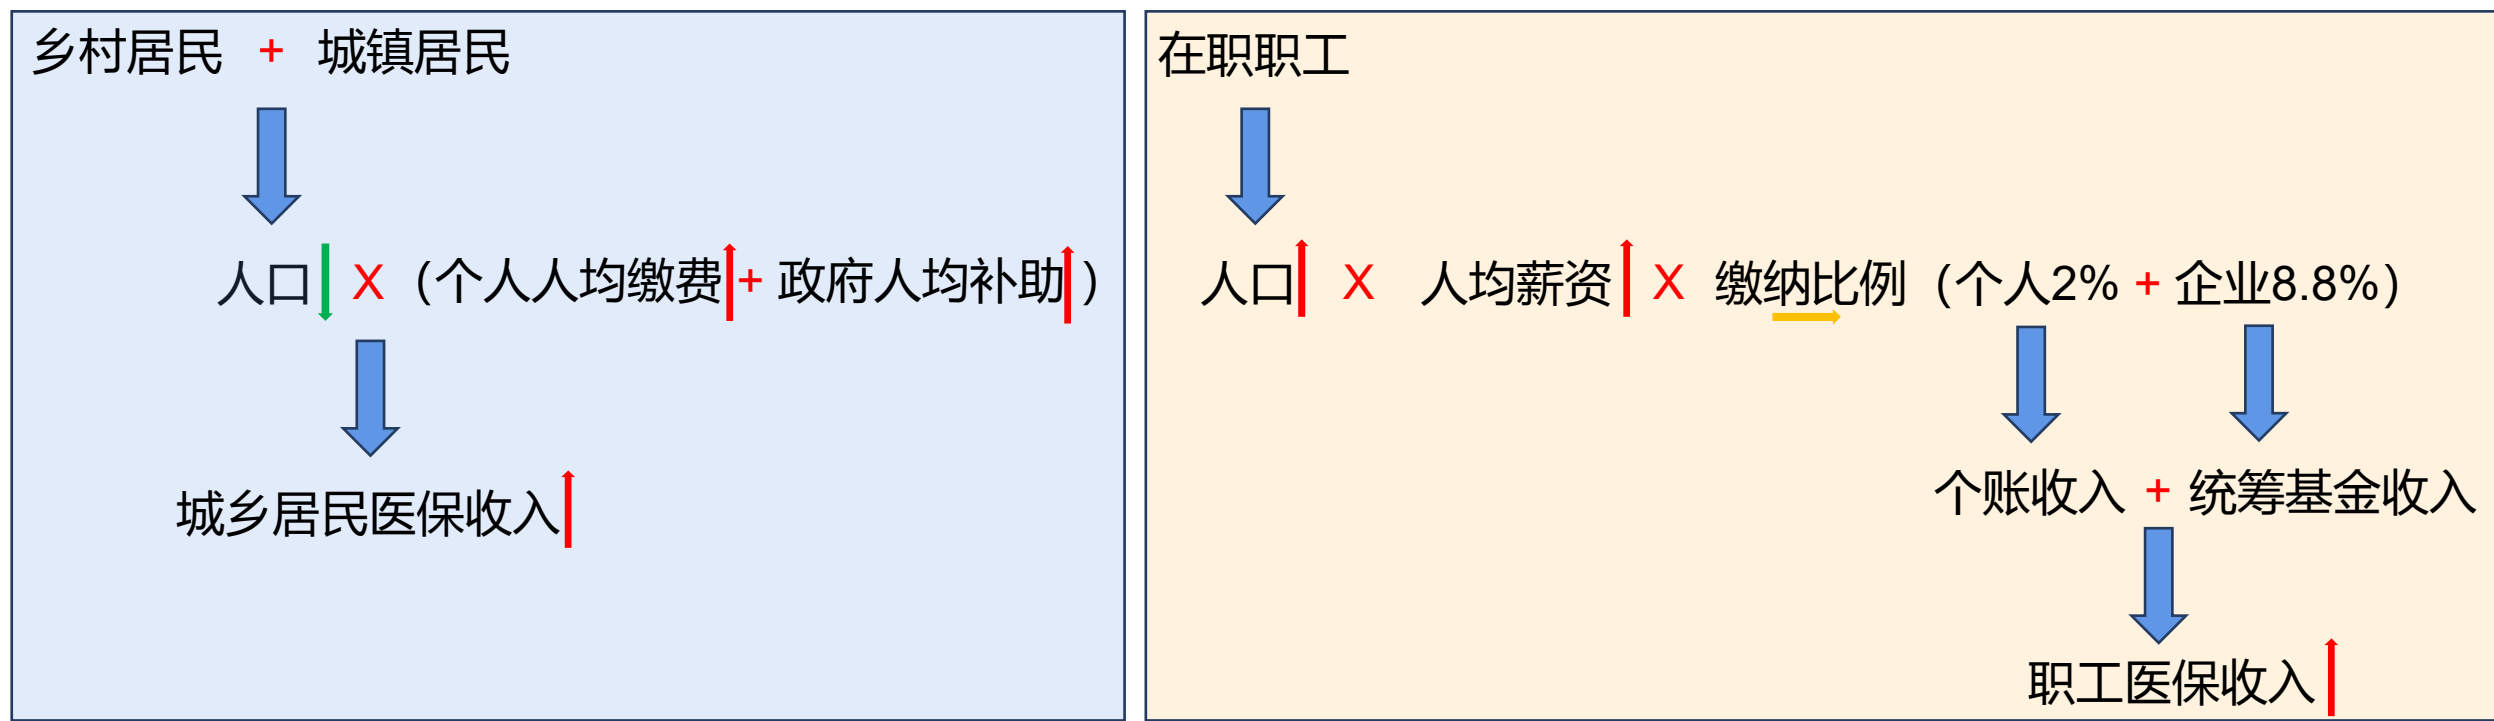 乡村居民 + 城镇居民
人口 X (个人人均缴费 + 政府人均补助)
城乡居民医保收入
在职职工
人口 X 人均薪资 X 缴纳比例 (个人2% + 企业8.8%)
个账收入 + 统筹基金收入
职工医保收入